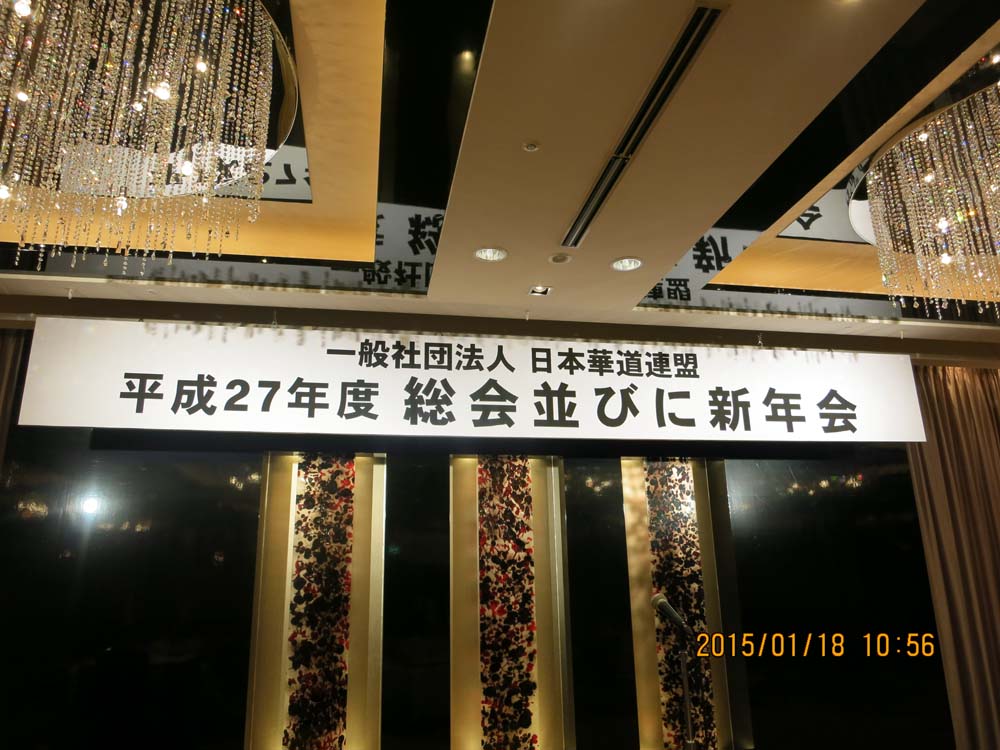 一般社団法人 日本華道連盟
平成27年度 総会並びに新年会
2015/01/18 10:56